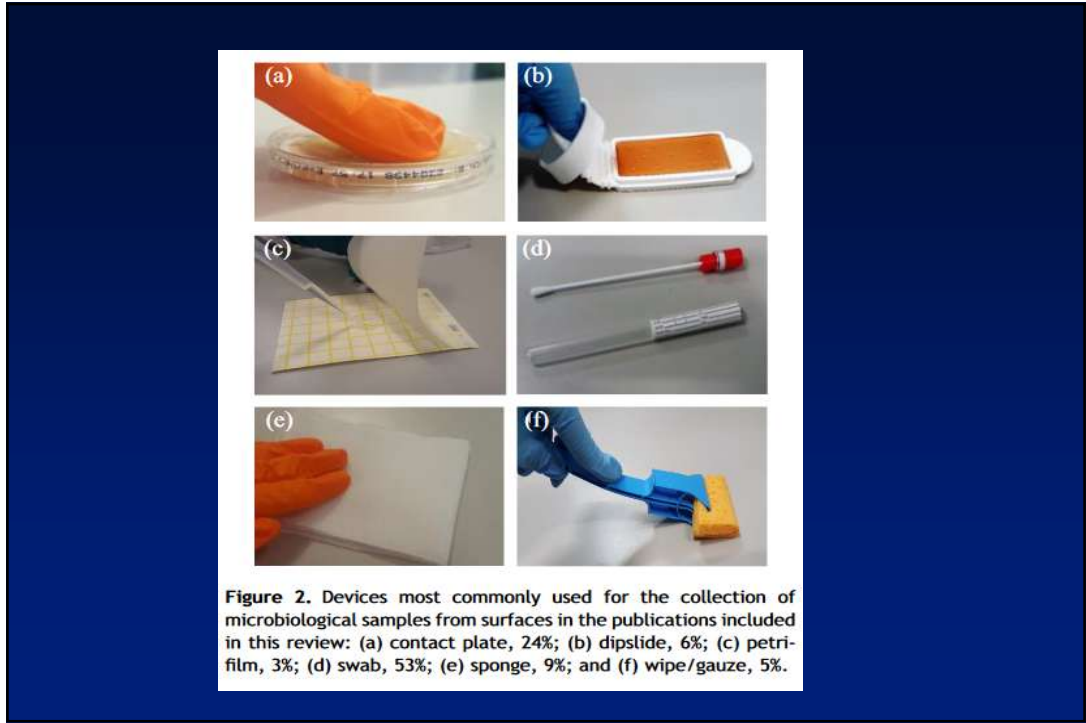 (a)
(b)
(c)
(d)
(e)
(f)
Figure 2. Devices most commonly used for the collection of
microbiological samples from surfaces in the publications included
in this review: (a) contact plate, 24%; (b) dipslide, 6%; (c) petri-
film, 3%; (d) swab, 53%; (e) sponge, 9%; and (f) wipe/gauze, 5%.